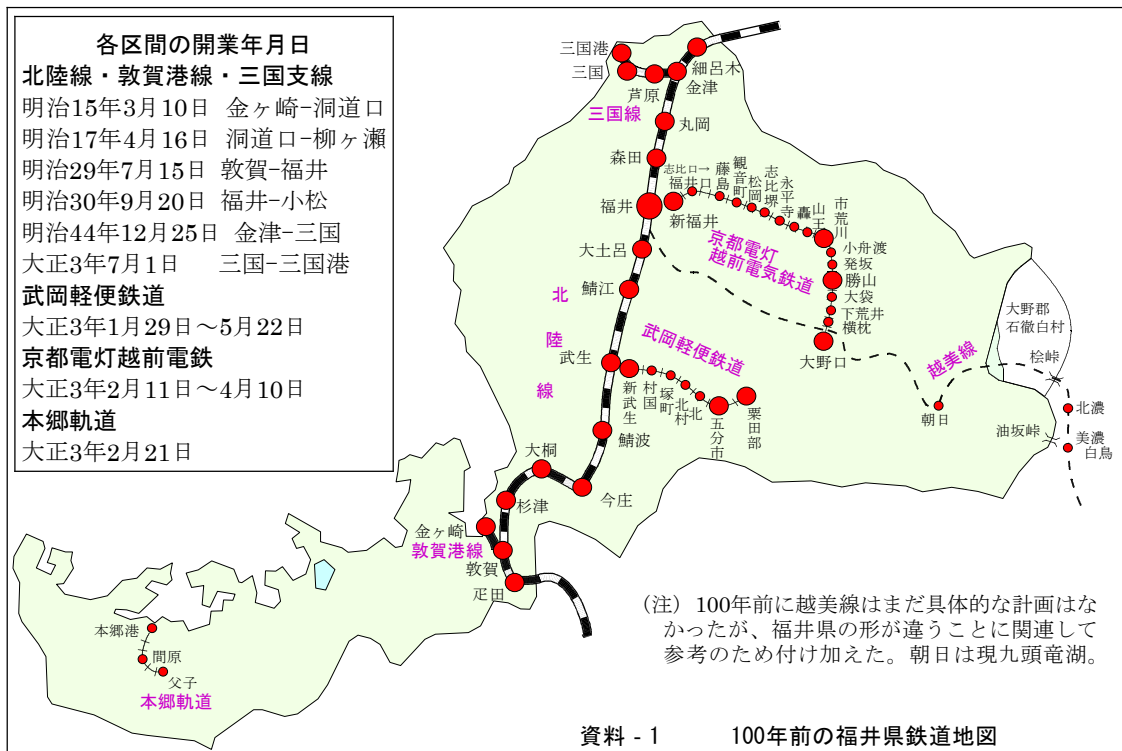 各区間の開業年月日
北陸線・敦賀港線・三国支線
明治15年3月10日 金ヶ崎−洞道口
明治17年4月16日 洞道口−柳ヶ瀬
明治29年7月15日 敦賀−福井
明治30年9月20日 福井−小松
明治44年12月25日 金津−三国
大正3年7月1日 三国−三国港
武岡軽便鉄道
大正3年1月29日～5月22日
京都電灯越前電鉄
大正3年2月11日～4月10日
本郷軌道
大正3年2月21日
三国港
三国
芦原
細呂木
金津
三国線
丸岡
森田
福井
新福井
志比口→
福井口
藤島
観音町
松岡
志比堺
永平寺
轟
山王
市荒川
小舟渡
発坂
勝山
大袋
下荒井
横枕
大野口
京都電灯
越前電気鉄道
大土呂
鯖江
北陸線
武生
武岡軽便鉄道
新武生
村国
塚町
北村
北
五分市
粟田部
鯖波
今庄
大桐
杉津
金ヶ崎
敦賀港線
敦賀
疋田
越美線
朝日
大野郡
石徹白村
桧峠
北濃
油坂峠
美濃
白鳥
本郷港
間原
父子
本郷軌道
（注）100年前に越美線はまだ具体的な計画はな
かったが、福井県の形が違うことに関連して
参考のため付け加えた。朝日は現九頭竜湖。
資料 - 1 100年前の福井県鉄道地図